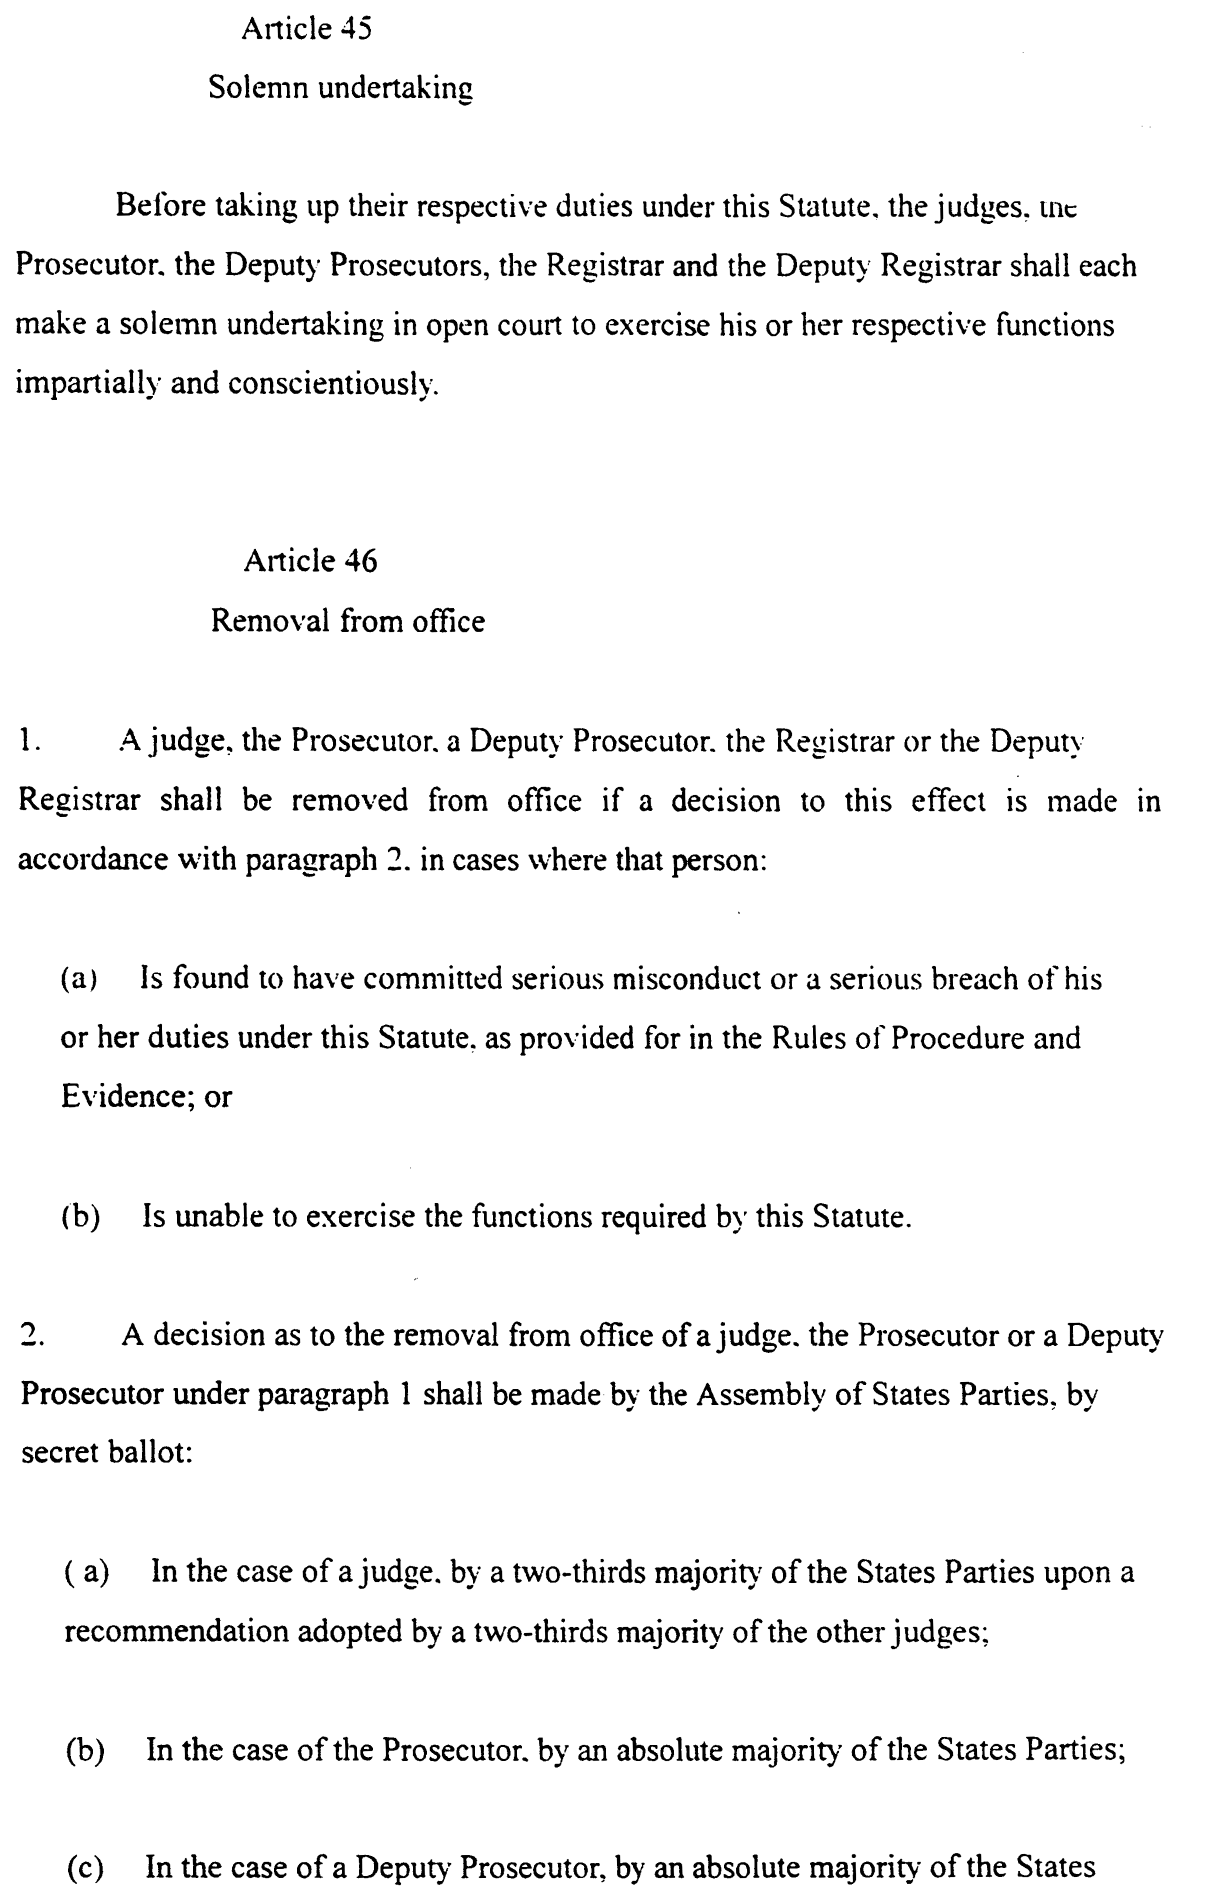 Article 45
Solemn undertaking
Before taking up their respective duties under this Statute, the judges, the
Prosecutor, the Deputy Prosecutors, the Registrar and the Deputy Registrar shall each
make a solemn undertaking in open court to exercise his or her respective functions
impartially and conscientiously.
Article 46
Removal from office
1. A judge, the Prosecutor, a Deputy Prosecutor, the Registrar or the Deputy
Registrar shall be removed from office if a decision to this effect is made in
accordance with paragraph 2, in cases where that person:
(a) Is found to have committed serious misconduct or a serious breach of his
or her duties under this Statute, as provided for in the Rules of Procedure and
Evidence; or
(b) Is unable to exercise the functions required by this Statute.
2. A decision as to the removal from office of a judge, the Prosecutor or a Deputy
Prosecutor under paragraph 1 shall be made by the Assembly of States Parties, by
secret ballot:
( a) In the case of a judge, by a two-thirds majority of the States Parties upon a
recommendation adopted by a two-thirds majority of the other judges;
(b) In the case of the Prosecutor, by an absolute majority of the States Parties;
(c) In the case of a Deputy Prosecutor, by an absolute majority of the States